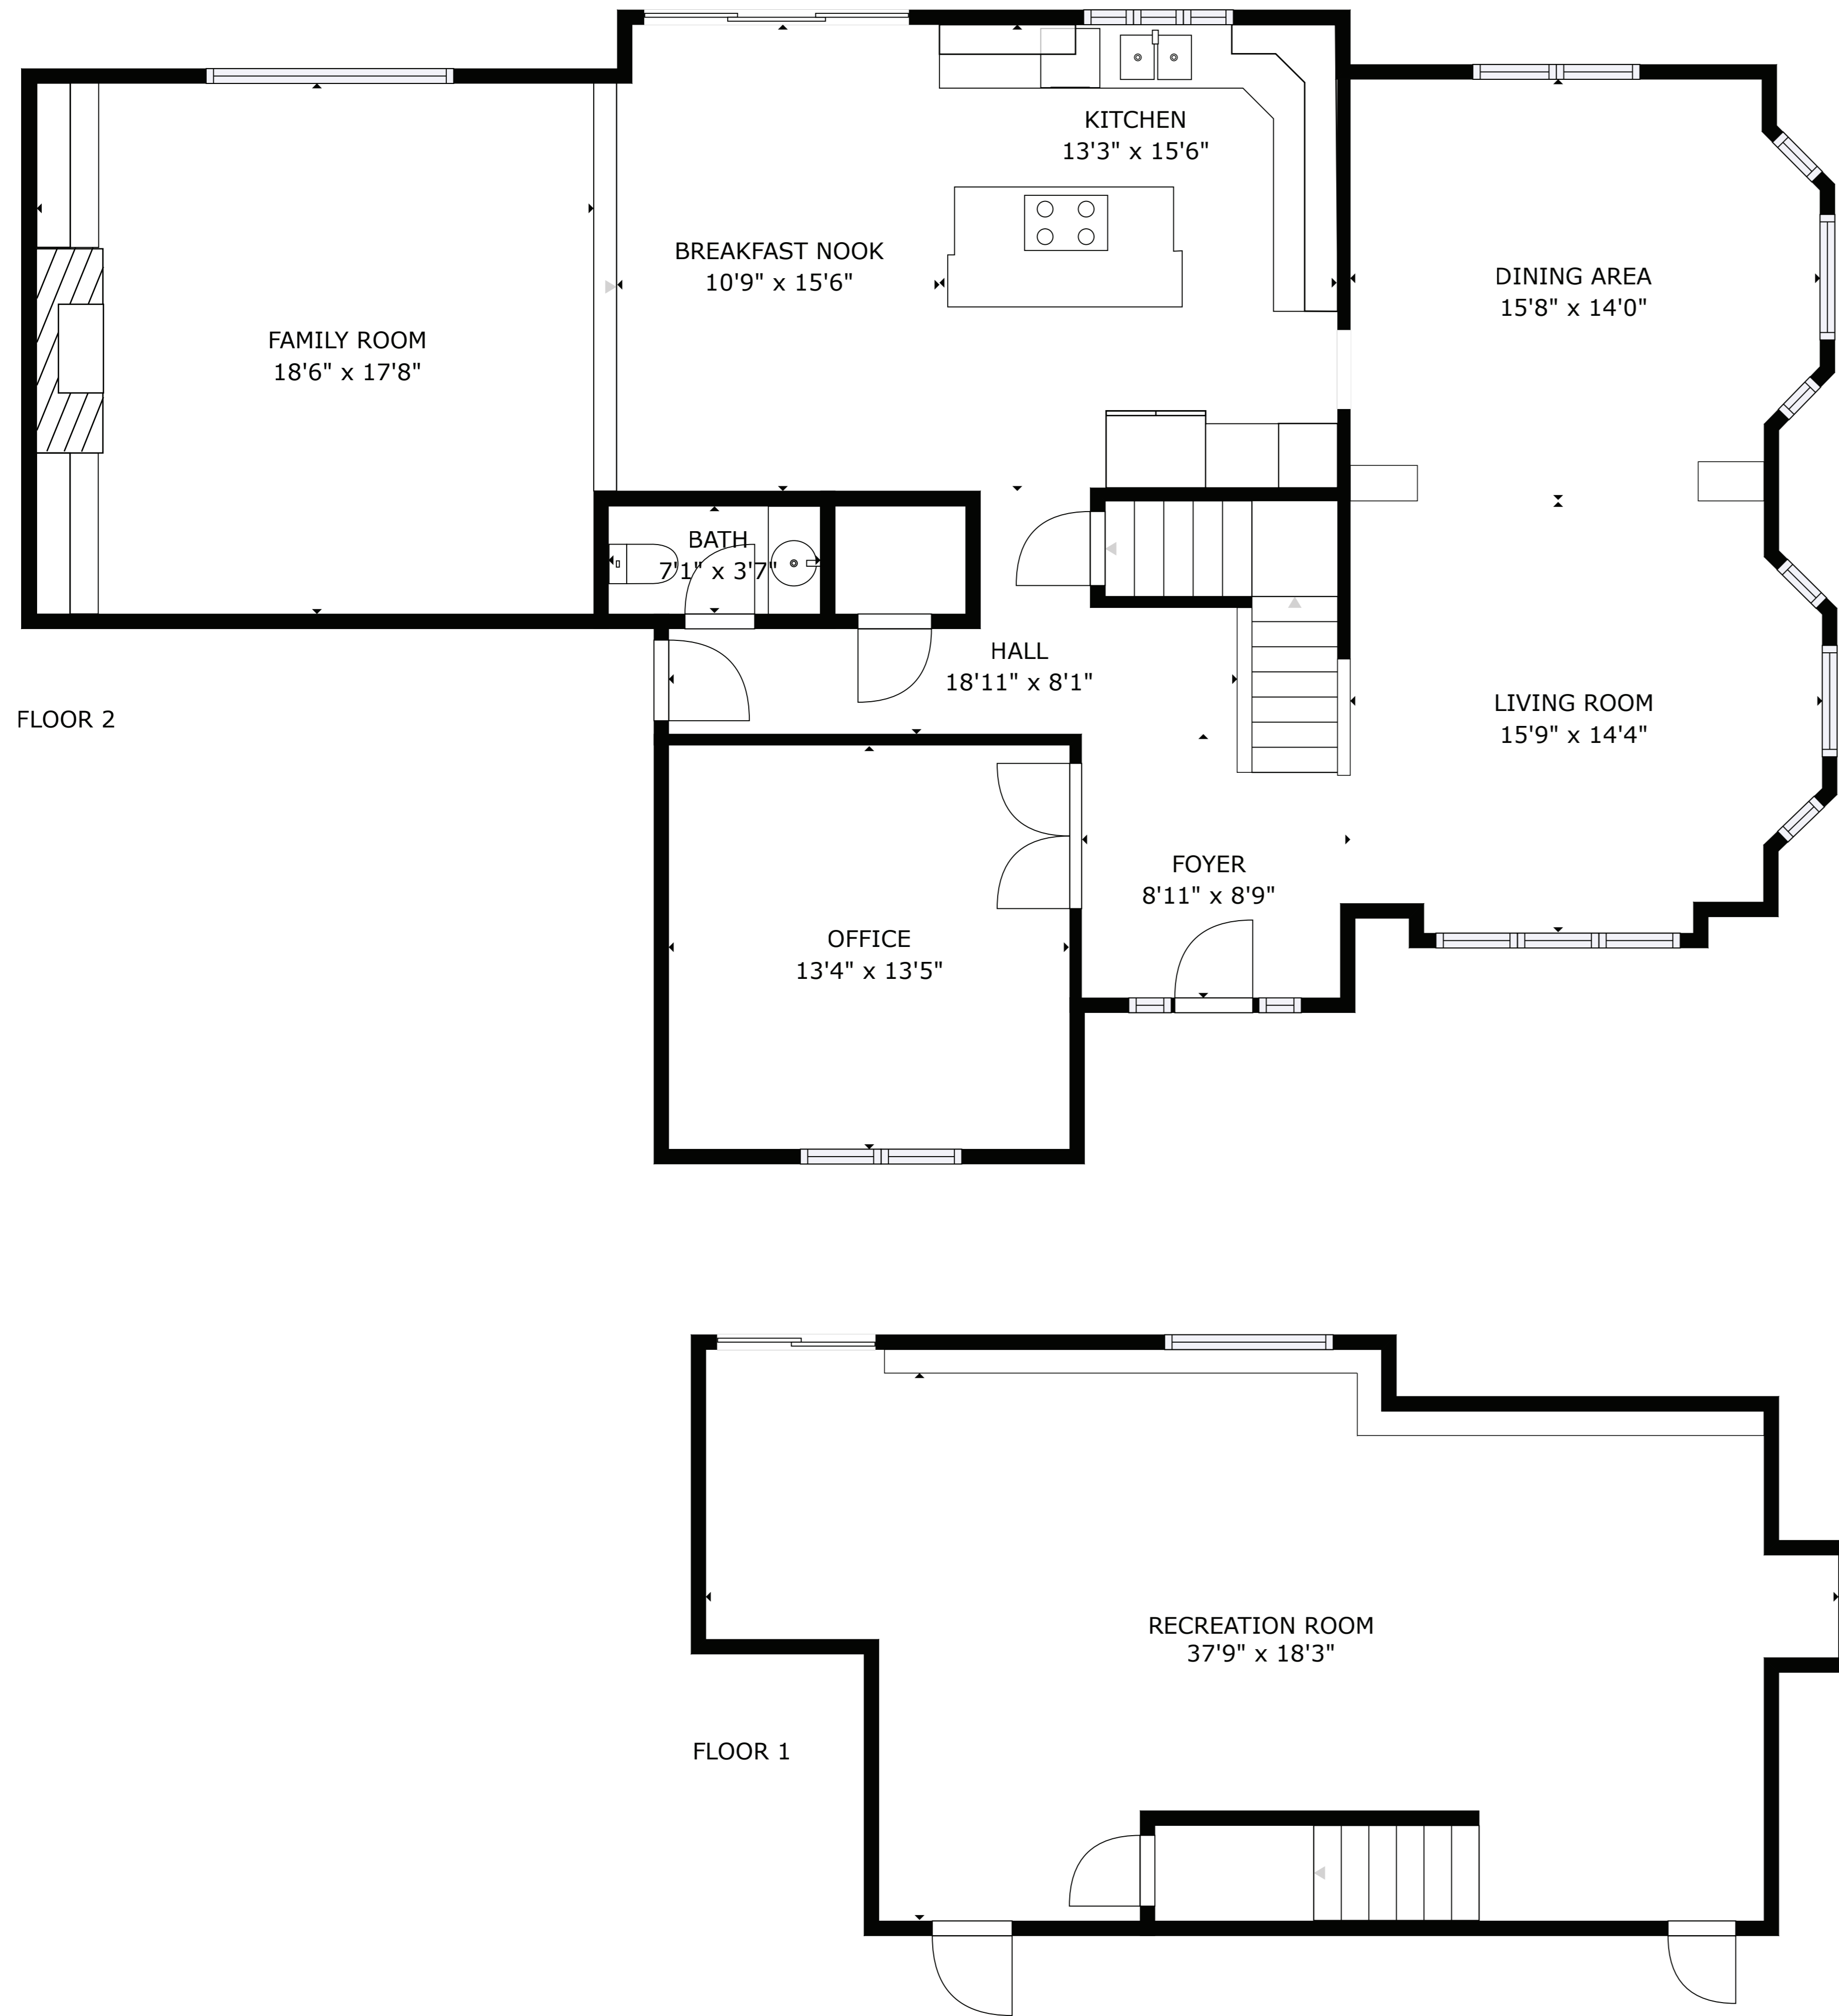 KITCHEN
13'3" x 15'6"
BREAKFAST NOOK
10'9" x 15'6"
DINING AREA
15'8" x 14'0"
FAMILY ROOM
18'6" x 17'8"
BATH
7'1" x 3'7"
HALL
18'11" x 8'1"
FLOOR 2
LIVING ROOM
15'9" x 14'4"
FOYER
8'11" x 8'9"
OFFICE
13'4" x 13'5"
RECREATION ROOM
37'9" x 18'3"
FLOOR 1